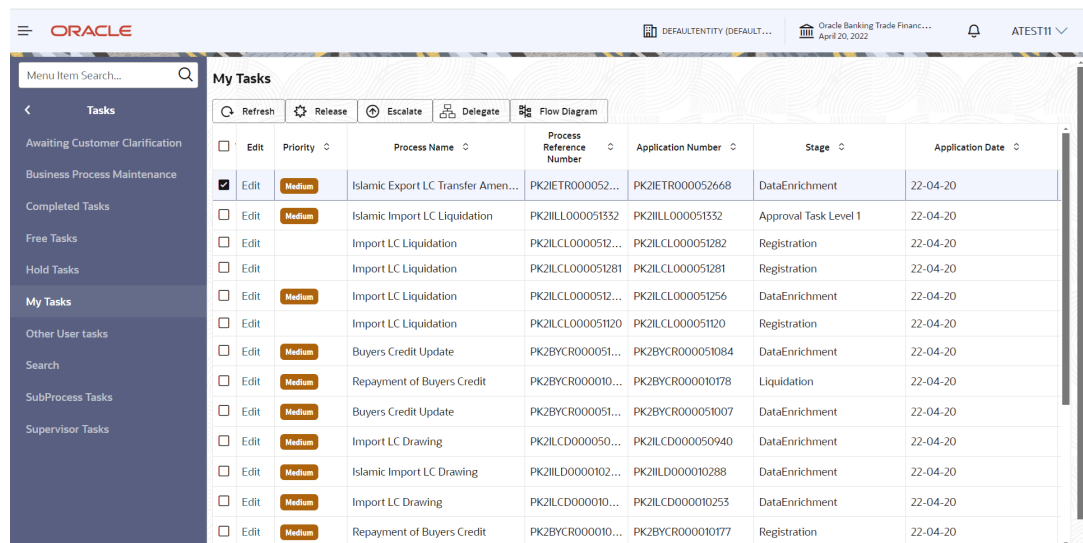 ORACLE
DEFAULTENTITY (DEFAULT...
Oracle Banking Trade Financ...
April 20, 2022
ATEST11
Menu Item Search...
Tasks
Awaiting Customer Clarification
Business Process Maintenance
Completed Tasks
Free Tasks
Hold Tasks
My Tasks
Other User tasks
Search
SubProcess Tasks
Supervisor Tasks
My Tasks
Refresh Release Escalate Delegate Flow Diagram
Edit Priority Process Name Process Reference Number Application Number Stage Application Date
Edit Medium Islamic Export LC Transfer Amen... PK2IETR000052... PK2IETR000052668 DataEnrichment 22-04-20
Edit Medium Islamic Import LC Liquidation PK2IILL000051332 PK2IILL000051332 Approval Task Level 1 22-04-20
Edit Import LC Liquidation PK2ILCL0000512... PK2ILCL000051282 Registration 22-04-20
Edit Import LC Liquidation PK2ILCL000051281 PK2ILCL000051281 Registration 22-04-20
Edit Medium Import LC Liquidation PK2ILCL0000512... PK2ILCL000051256 DataEnrichment 22-04-20
Edit Import LC Liquidation PK2ILCL000051120 PK2ILCL000051120 Registration 22-04-20
Edit Medium Buyers Credit Update PK2BYCR000051... PK2BYCR000051084 DataEnrichment 22-04-20
Edit Medium Repayment of Buyers Credit PK2BYCR000010... PK2BYCR000010178 Liquidation 22-04-20
Edit Medium Buyers Credit Update PK2BYCR000051... PK2BYCR000051007 DataEnrichment 22-04-20
Edit Medium Import LC Drawing PK2ILCD000050... PK2ILCD000050940 DataEnrichment 22-04-20
Edit Medium Islamic Import LC Drawing PK2IILD0000102... PK2IILD000010288 DataEnrichment 22-04-20
Edit Medium Import LC Drawing PK2ILCD000010... PK2ILCD000010253 DataEnrichment 22-04-20
Edit Medium Repayment of Buyers Credit PK2BYCR000010... PK2BYCR000010177 Registration 22-04-20